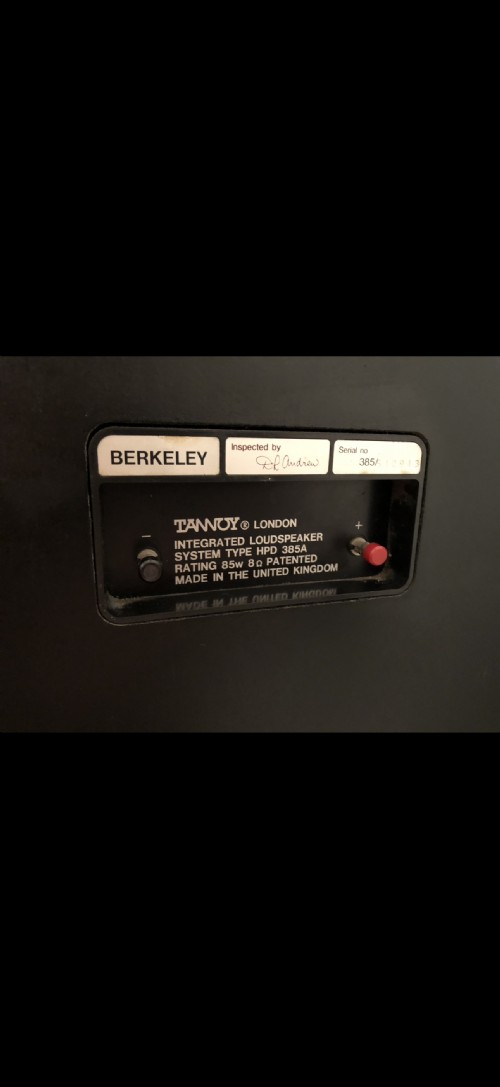 BERKELEY
Inspected by
Serial no
385/
TANNOY® LONDON
INTEGRATED LOUDSPEAKER
SYSTEM TYPE HPD 385A
RATING 85w 8Ω PATENTED
MADE IN THE UNITED KINGDOM
- +